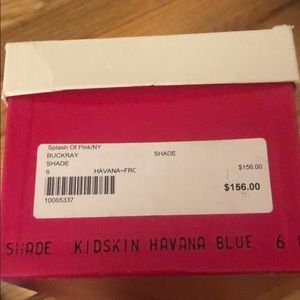 Splash Of Pink/NY
BUCKRAY SHADE
SHADE
6 HAVANA-FRC $156.00
$156.00
10065337
SHADE KIDSKIN HAVANA BLUE 6